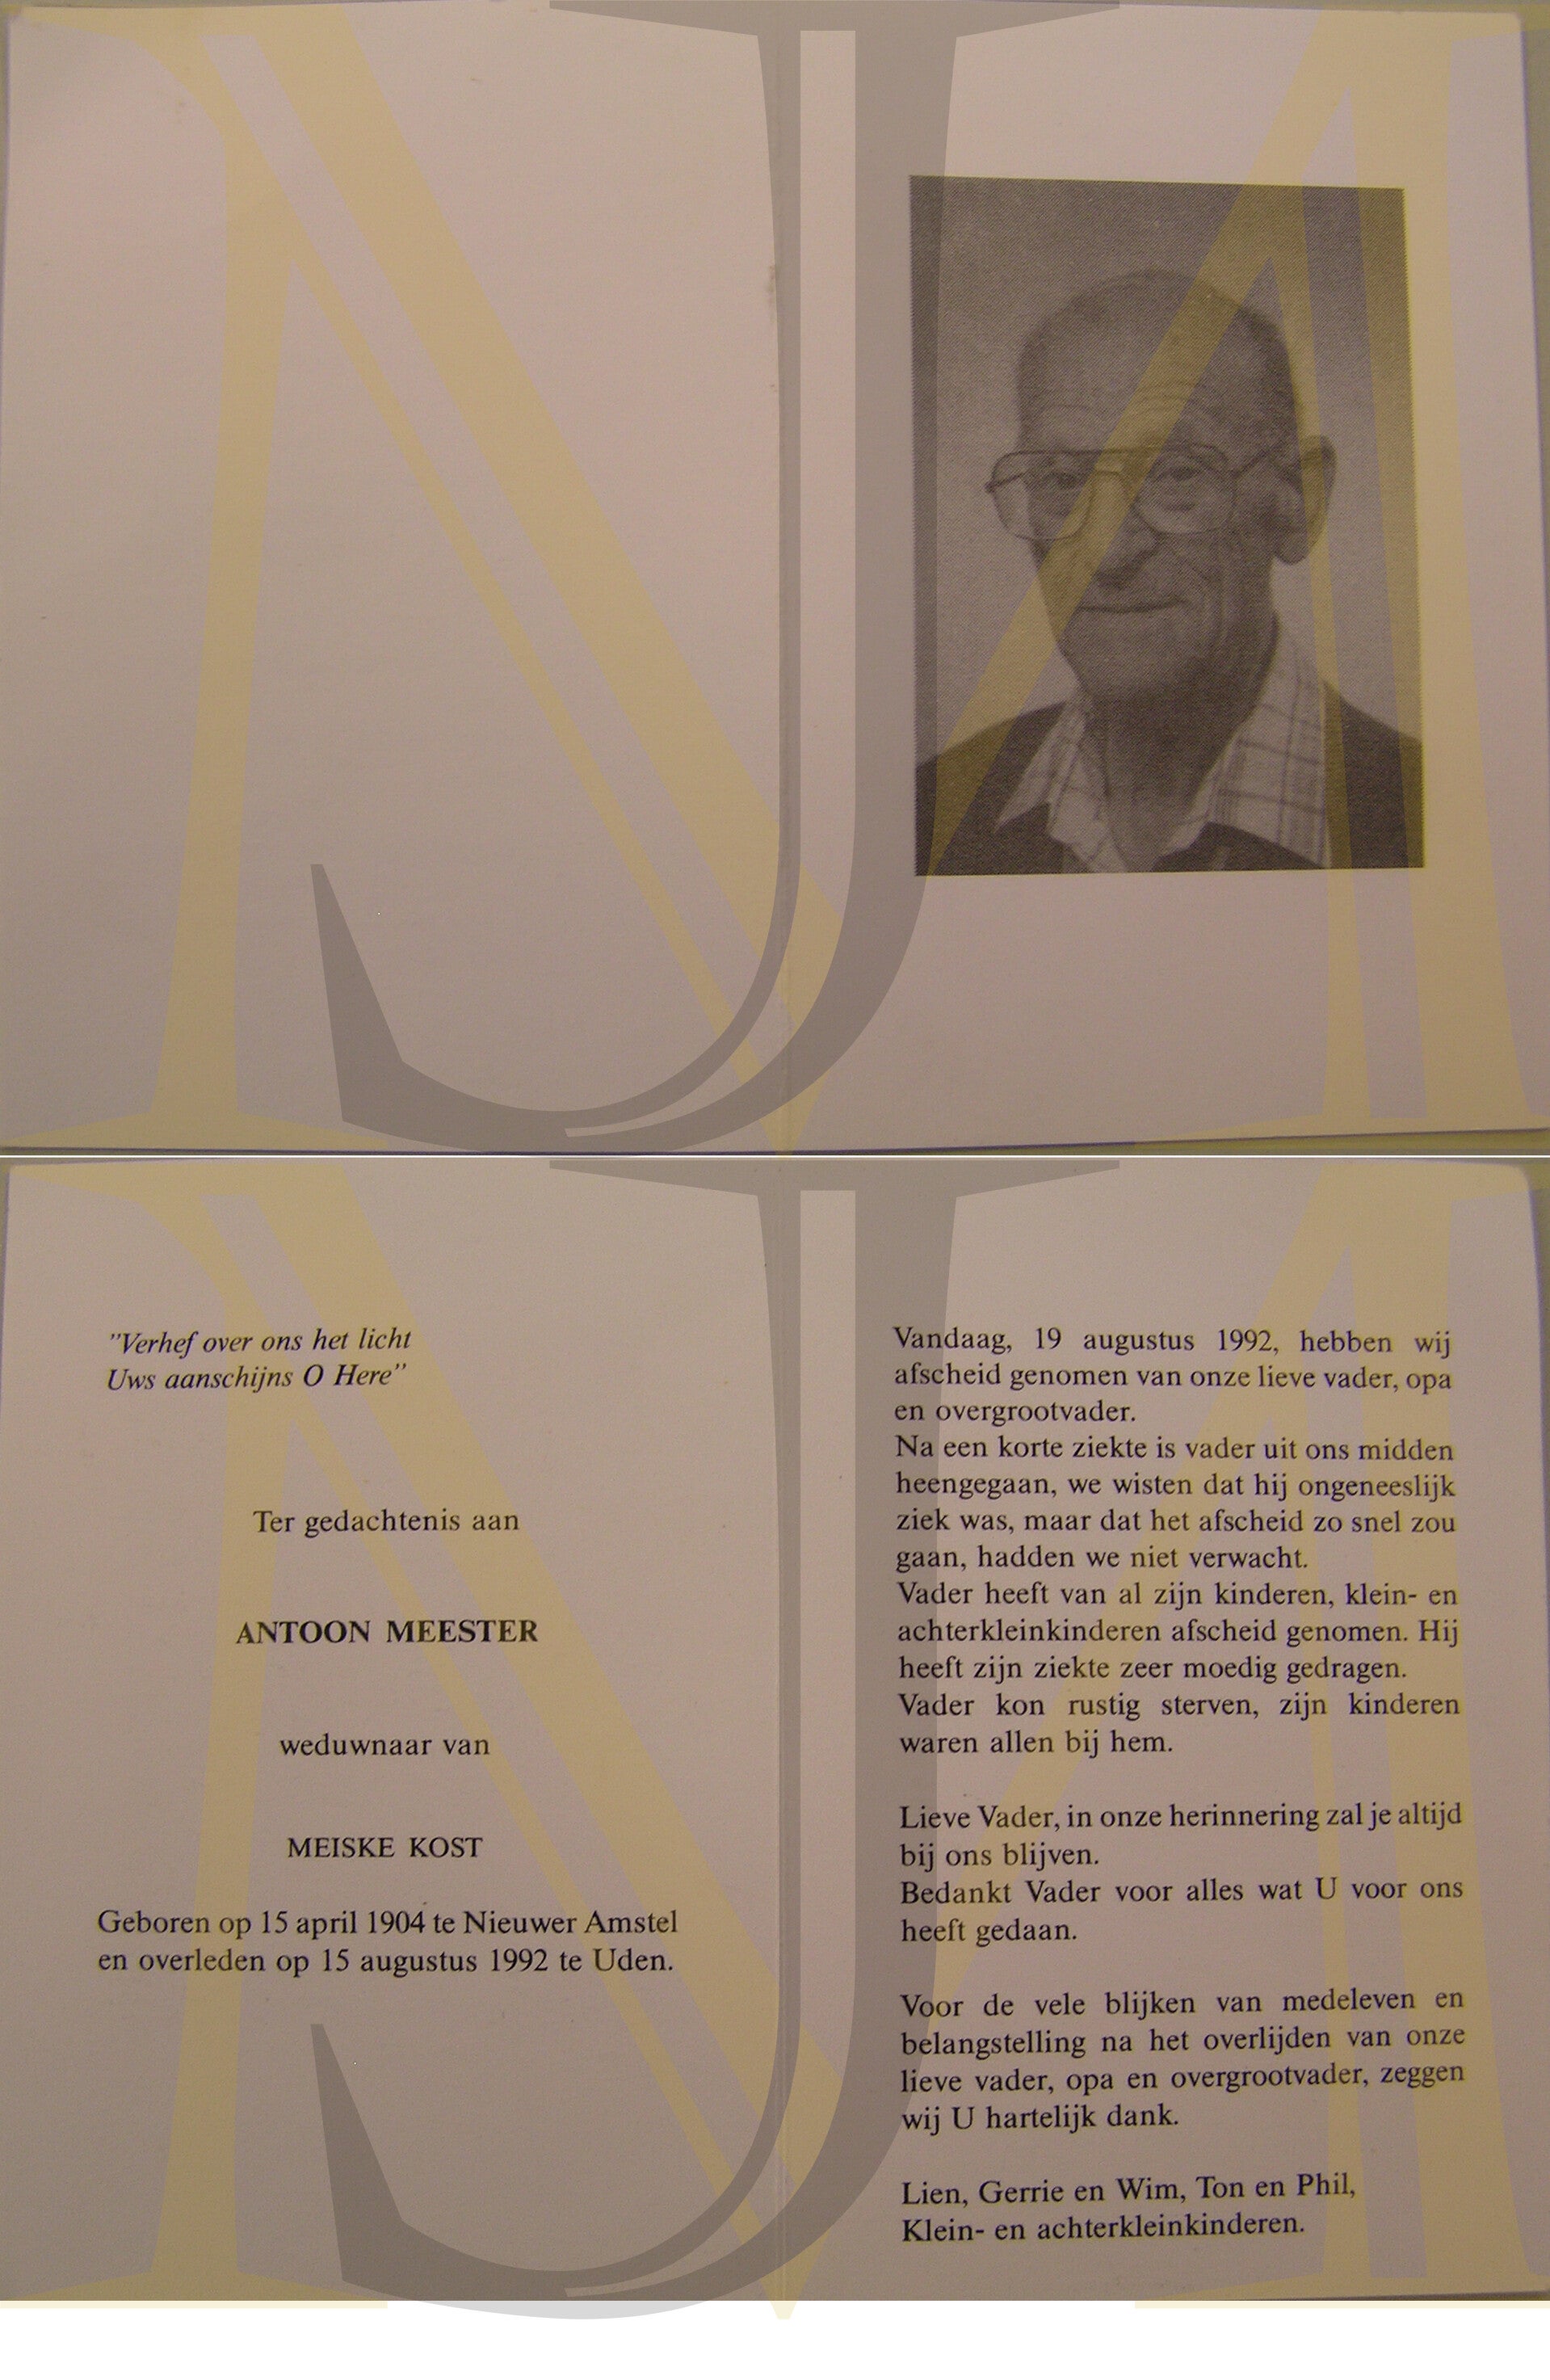 "Verhef over ons het licht
Uws aanschijns O Here"
Ter gedachtenis aan
ANTOON MEESTER
weduwnaar van
MEISKE KOST
Geboren op 15 april 1904 te Nieuwer Amstel
en overleden op 15 augustus 1992 te Uden.
Vandaag, 19 augustus 1992, hebben wij
afscheid genomen van onze lieve vader, opa
en overgrootvader.
Na een korte ziekte is vader uit ons midden
heengegaan, we wisten dat hij ongeneeslijk
ziek was, maar dat het afscheid zo snel zou
gaan, hadden we niet verwacht.
Vader heeft van al zijn kinderen, klein- en
achterkleinkinderen afscheid genomen. Hij
heeft zijn ziekte zeer moedig gedragen.
Vader kon rustig sterven, zijn kinderen
waren allen bij hem.
Lieve Vader, in onze herinnering zal je altijd
bij ons blijven.
Bedankt Vader voor alles wat U voor ons
heeft gedaan.
Voor de vele blijken van medeleven en
belangstelling na het overlijden van onze
lieve vader, opa en overgrootvader, zeggen
wij U hartelijk dank.
Lien, Gerrie en Wim, Ton en Phil,
Klein- en achterkleinkinderen.
NJA
NJA